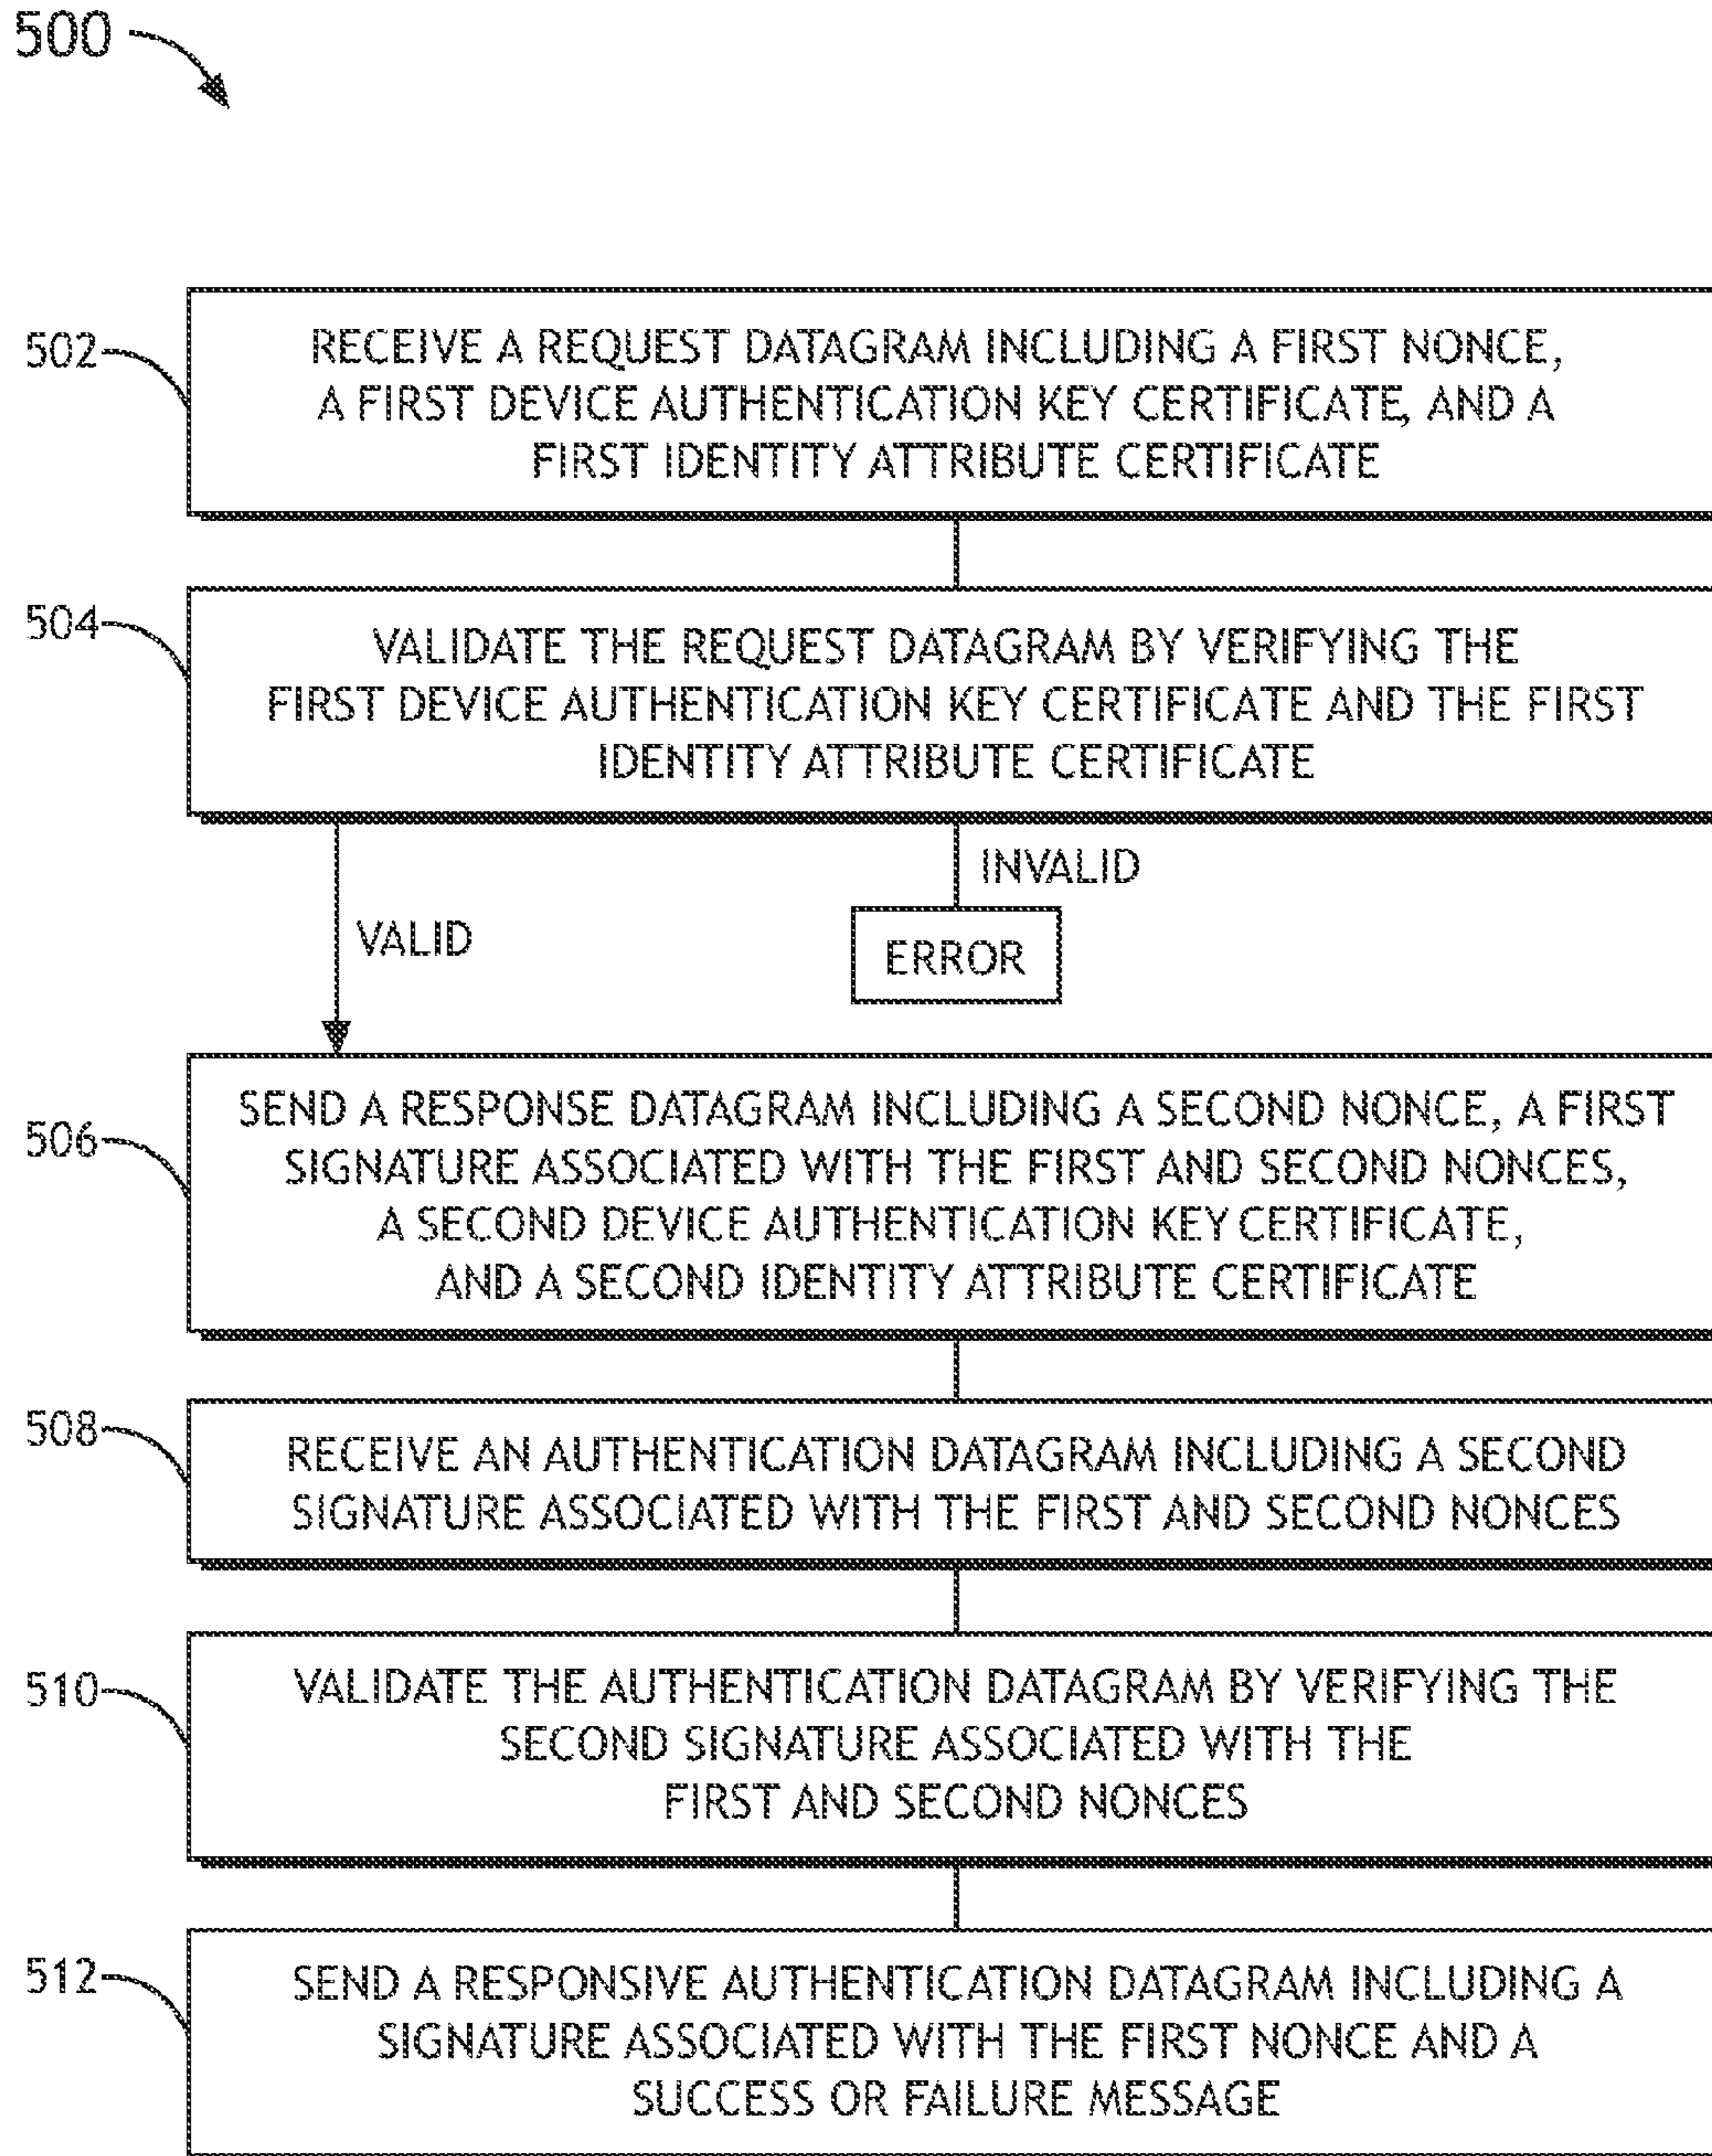 500
502
RECEIVE A REQUEST DATAGRAM INCLUDING A FIRST NONCE,
A FIRST DEVICE AUTHENTICATION KEY CERTIFICATE, AND A
FIRST IDENTITY ATTRIBUTE CERTIFICATE
504
VALIDATE THE REQUEST DATAGRAM BY VERIFYING THE
FIRST DEVICE AUTHENTICATION KEY CERTIFICATE AND THE FIRST
IDENTITY ATTRIBUTE CERTIFICATE
INVALID
VALID
ERROR
506
SEND A RESPONSE DATAGRAM INCLUDING A SECOND NONCE, A FIRST
SIGNATURE ASSOCIATED WITH THE FIRST AND SECOND NONCES,
A SECOND DEVICE AUTHENTICATION KEY CERTIFICATE,
AND A SECOND IDENTITY ATTRIBUTE CERTIFICATE
508
RECEIVE AN AUTHENTICATION DATAGRAM INCLUDING A SECOND
SIGNATURE ASSOCIATED WITH THE FIRST AND SECOND NONCES
510
VALIDATE THE AUTHENTICATION DATAGRAM BY VERIFYING THE
SECOND SIGNATURE ASSOCIATED WITH THE
FIRST AND SECOND NONCES
512
SEND A RESPONSIVE AUTHENTICATION DATAGRAM INCLUDING A
SIGNATURE ASSOCIATED WITH THE FIRST NONCE AND A
SUCCESS OR FAILURE MESSAGE